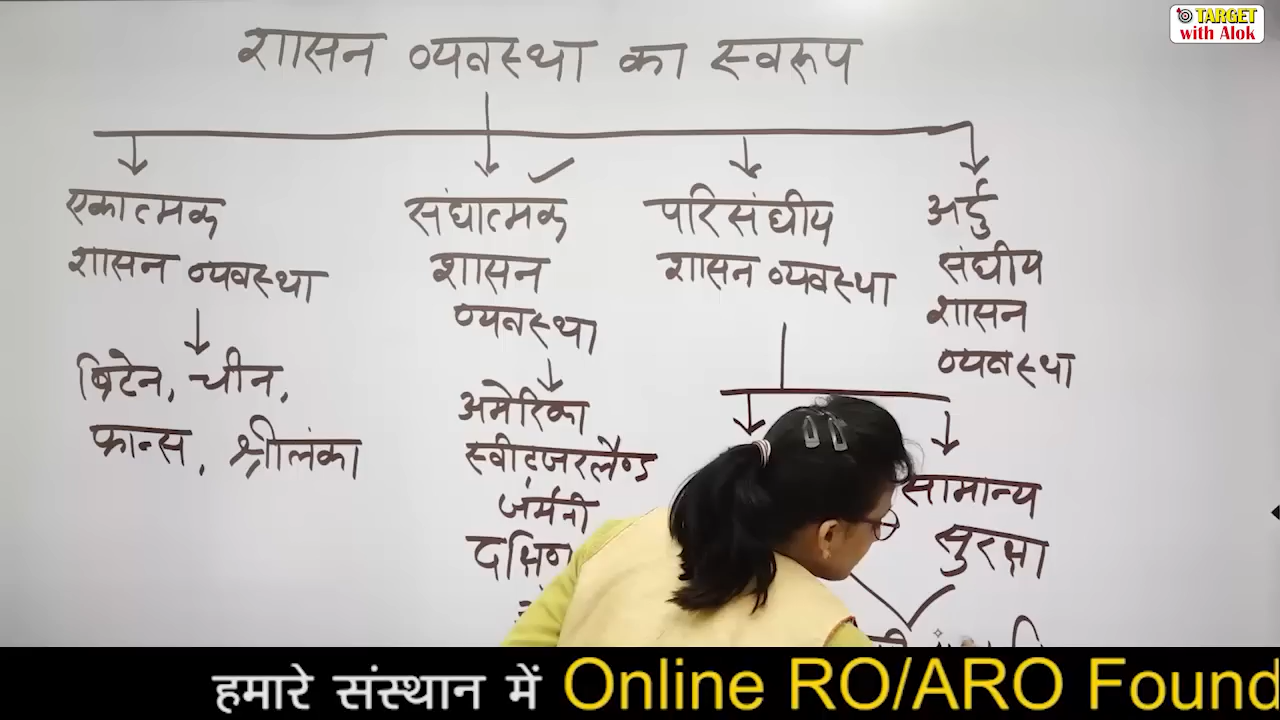 TARGET
with Alok
शासन व्यवस्था का स्वरूप
एकात्मक
शासन व्यवस्था
ब्रिटेन, चीन,
फ्रान्स, श्रीलंका
संघात्मक
शासन
व्यवस्था
अमेरिका
स्वीट्जरलैण्ड
जर्मनी
दक्षिण
परिसंघीय
शासन व्यवस्था
सामान्य
सुरक्षा
अर्द्ध
संघीय
शासन
व्यवस्था
हमारे संस्थान में Online RO/ARO Found